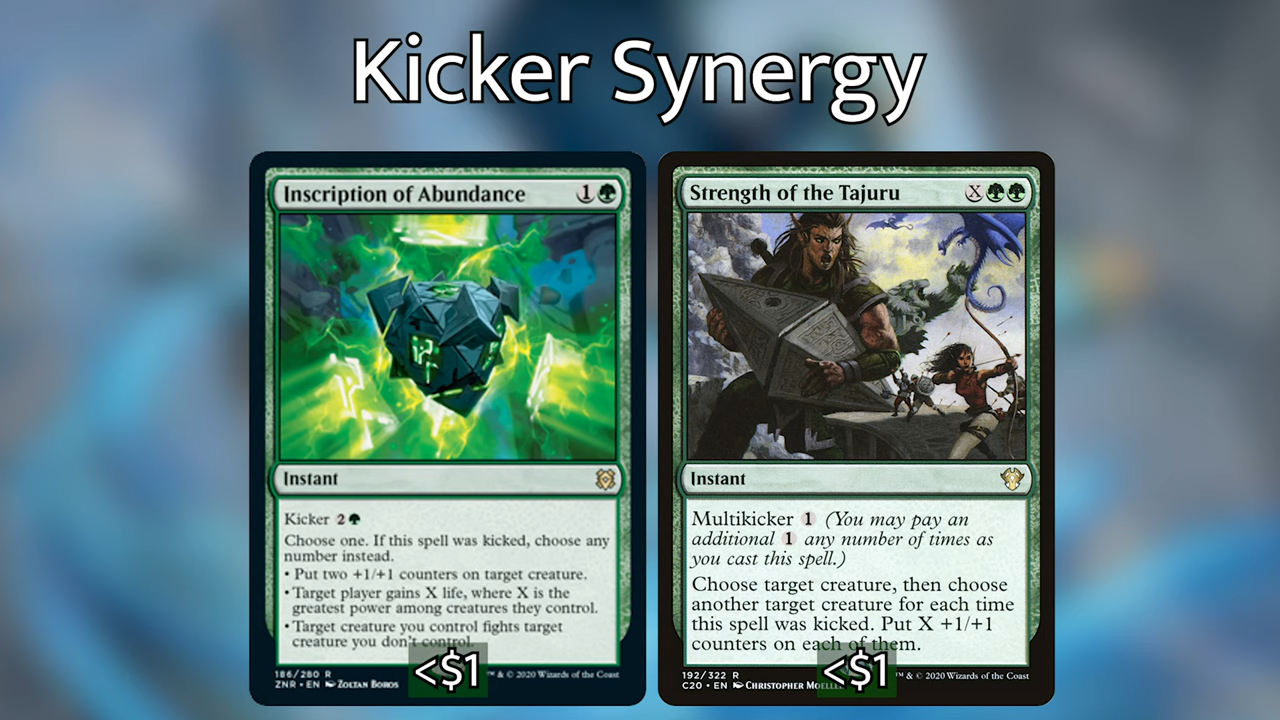 Kicker Synergy
Inscription of Abundance 1
Instant
Kicker 2
Choose one. If this spell was kicked, choose any
number instead.
• Put two +1/+1 counters on target creature.
• Target player gains X life, where X is the
greatest power among creatures they control.
• Target creature you control fights target
creature you don't control.
<$1
186/280 R
ZNR • EN Zoltan Boros
™ & © 2020 Wizards of the Coast
Strength of the Tajuru X
Instant
Multikicker 1 (You may pay an
additional 1 any number of times as
you cast this spell.)
Choose target creature, then choose
another target creature for each time
this spell was kicked. Put X +1/+1
counters on each of them.
<$1
192/322 R
C20 • EN Christopher
™ & © 2020 Wizards of the Coast